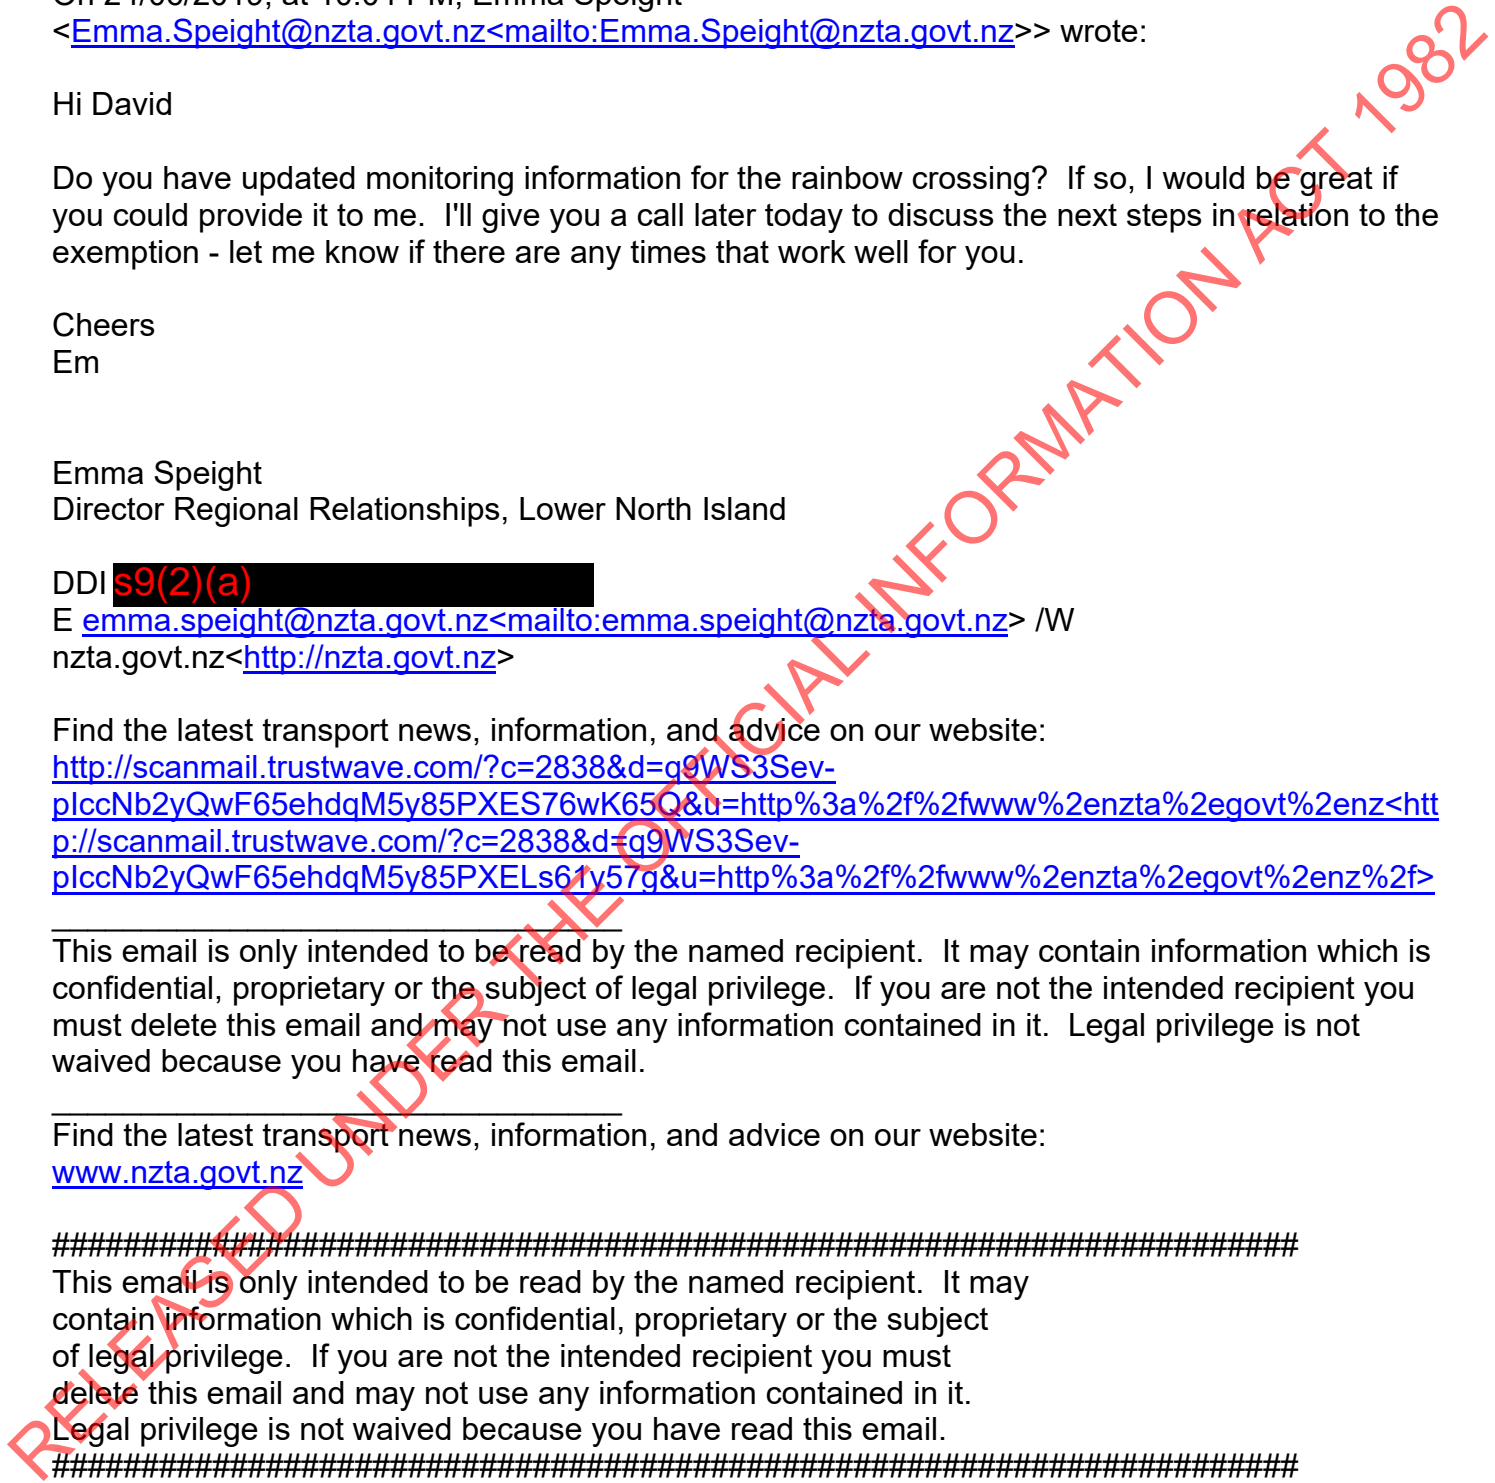 <Emma.Speight@nzta.govt.nz<mailto:Emma.Speight@nzta.govt.nz>> wrote:
Hi David
Do you have updated monitoring information for the rainbow crossing?  If so, I would be great if
you could provide it to me.  I'll give you a call later today to discuss the next steps in relation to the
exemption - let me know if there are any times that work well for you.
Cheers
Em
Emma Speight
Director Regional Relationships, Lower North Island
DDI s9(2)(a)
E emma.speight@nzta.govt.nz<mailto:emma.speight@nzta.govt.nz> /W
nzta.govt.nz<http://nzta.govt.nz>
Find the latest transport news, information, and advice on our website:
http://scanmail.trustwave.com/?c=2838&d=q9WS3Sev-
pIccNb2yQwF65ehdqM5y85PXES76wK65Q&u=http%3a%2f%2fwww%2enzta%2egovt%2enz<htt
p://scanmail.trustwave.com/?c=2838&d=q9WS3Sev-
pIccNb2yQwF65ehdqM5y85PXELs61y57g&u=http%3a%2f%2fwww%2enzta%2egovt%2enz%2f>
________________________________
This email is only intended to be read by the named recipient.  It may contain information which is
confidential, proprietary or the subject of legal privilege.  If you are not the intended recipient you
must delete this email and may not use any information contained in it.  Legal privilege is not
waived because you have read this email.
________________________________
Find the latest transport news, information, and advice on our website:
www.nzta.govt.nz
######################################################################
This email is only intended to be read by the named recipient.  It may
contain information which is confidential, proprietary or the subject
of legal privilege.  If you are not the intended recipient you must
delete this email and may not use any information contained in it.
Legal privilege is not waived because you have read this email.
######################################################################
RELEASED UNDER THE OFFICIAL INFORMATION ACT 1982